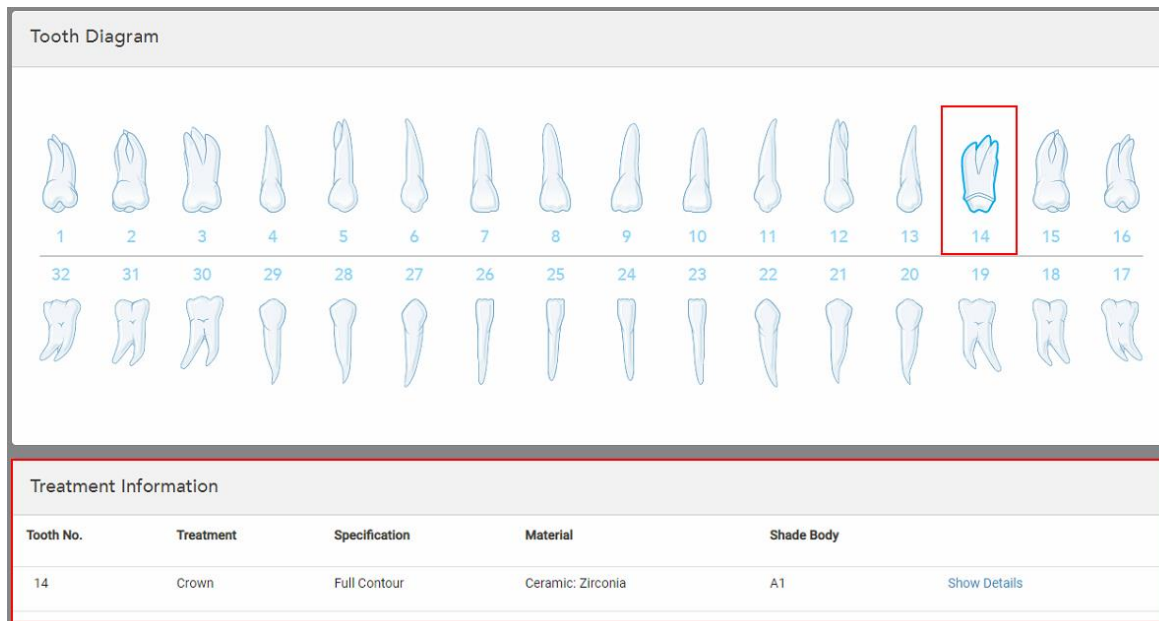 Tooth Diagram
1 2 3 4 5 6 7 8 9 10 11 12 13 14 15 16
32 31 30 29 28 27 26 25 24 23 22 21 20 19 18 17
Treatment Information
Tooth No. Treatment Specification Material Shade Body
14 Crown Full Contour Ceramic: Zirconia A1 Show Details